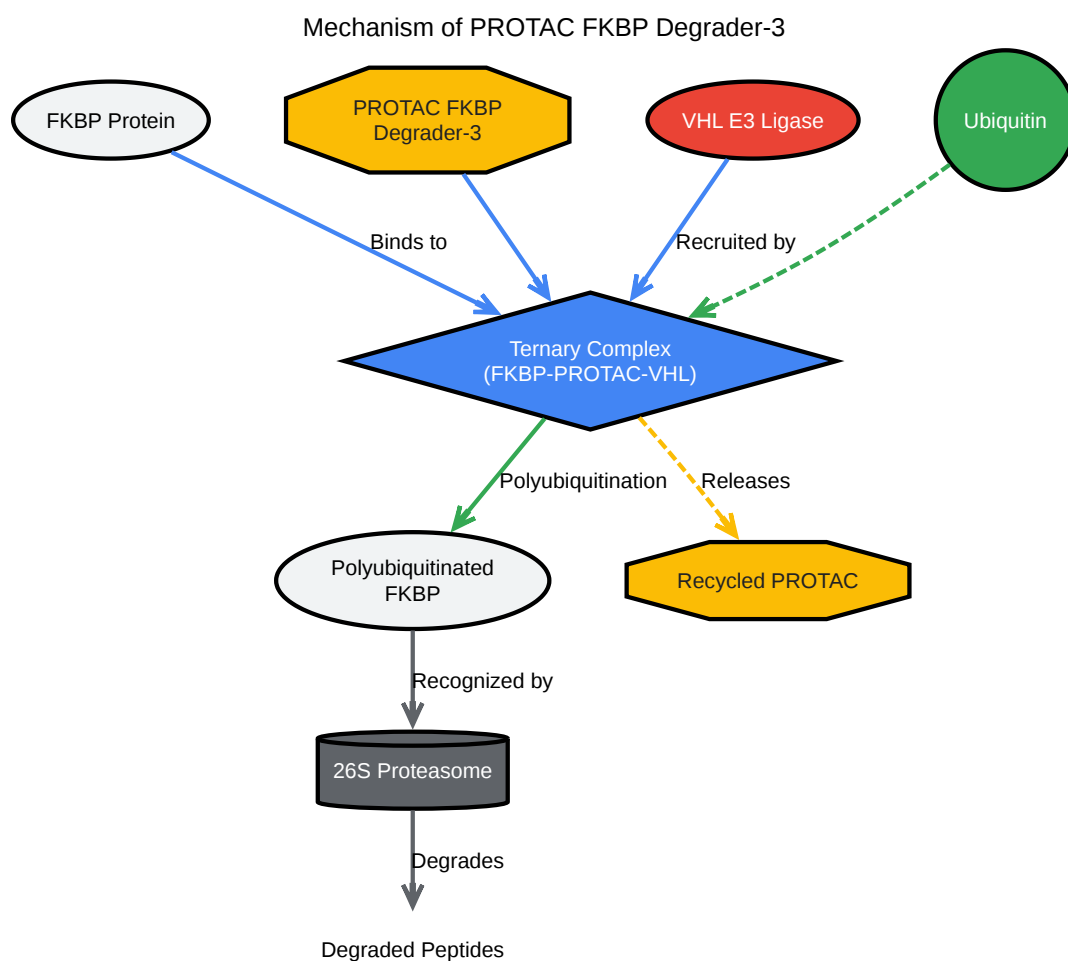 Mechanism of PROTAC FKBP Degrader-3
FKBP Protein
PROTAC FKBP
Degrader-3
VHL E3 Ligase
Ubiquitin
Binds to
Recruited by
Ternary Complex
(FKBP-PROTAC-VHL)
Polyubiquitination
Releases
Polyubiquitinated
FKBP
Recycled PROTAC
Recognized by
26S Proteasome
Degrades
Degraded Peptides